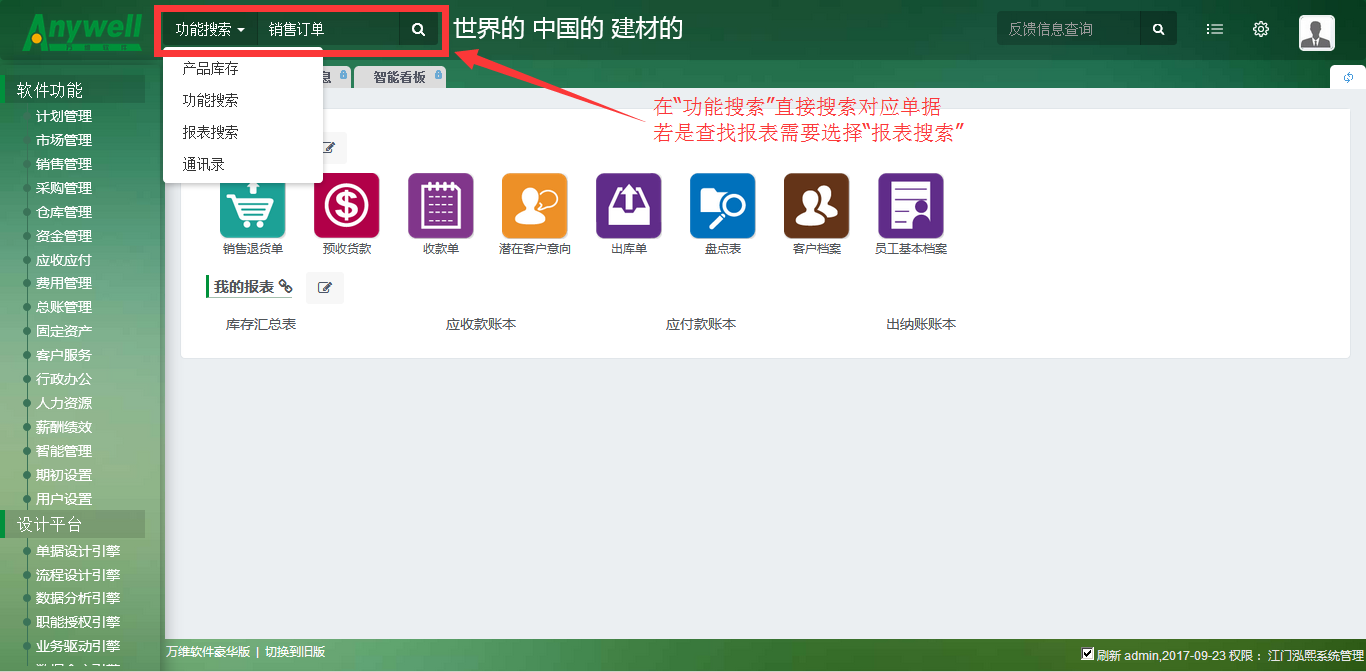 Anywell
功能搜索
销售订单
世界的 中国的 建材的
反馈信息查询
产品库存
功能搜索
报表搜索
通讯录
息
智能看板
在“功能搜索”直接搜索对应单据
若是查找报表需要选择“报表搜索”
软件功能
计划管理
市场管理
销售管理
采购管理
仓库管理
资金管理
应收应付
费用管理
总账管理
固定资产
客户服务
行政办公
人力资源
薪酬绩效
智能管理
期初设置
用户设置
设计平台
单据设计引擎
流程设计引擎
数据分析引擎
职能授权引擎
业务驱动引擎
销售退货单
预收货款
收款单
潜在客户意向
出库单
盘点表
客户档案
员工基本档案
我的报表
库存汇总表
应收款账本
应付款账本
出纳账账本
万维软件豪华版 | 切换到旧版
刷新 admin,2017-09-23 权限： 江门泓熙系统管理